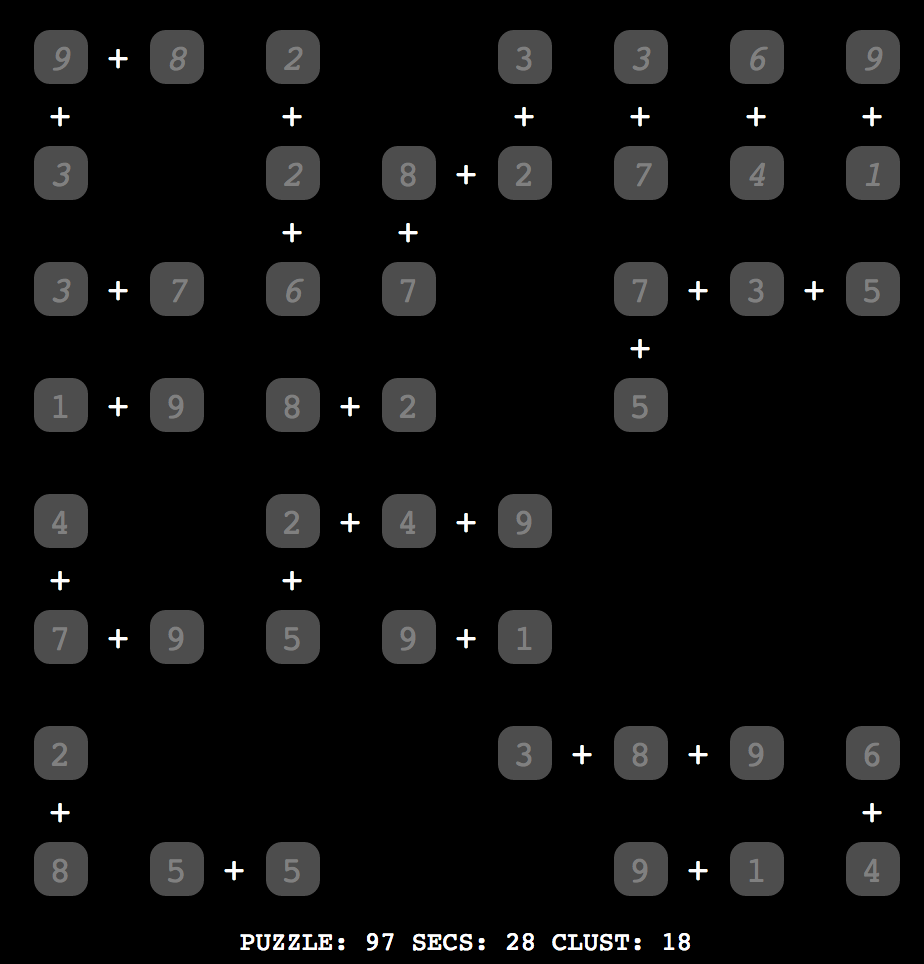 9 + 8 2 3 3 6 9
+ + + + + +
3 2 8 + 2 7 4 1
+ +
3 + 7 6 7 7 + 3 + 5
+
1 + 9 8 + 2 5
4 2 + 4 + 9
+ +
7 + 9 5 9 + 1
2 3 + 8 + 9 6
+ +
8 5 + 5 9 + 1 4
PUZZLE: 97 SECS: 28 CLUST: 18